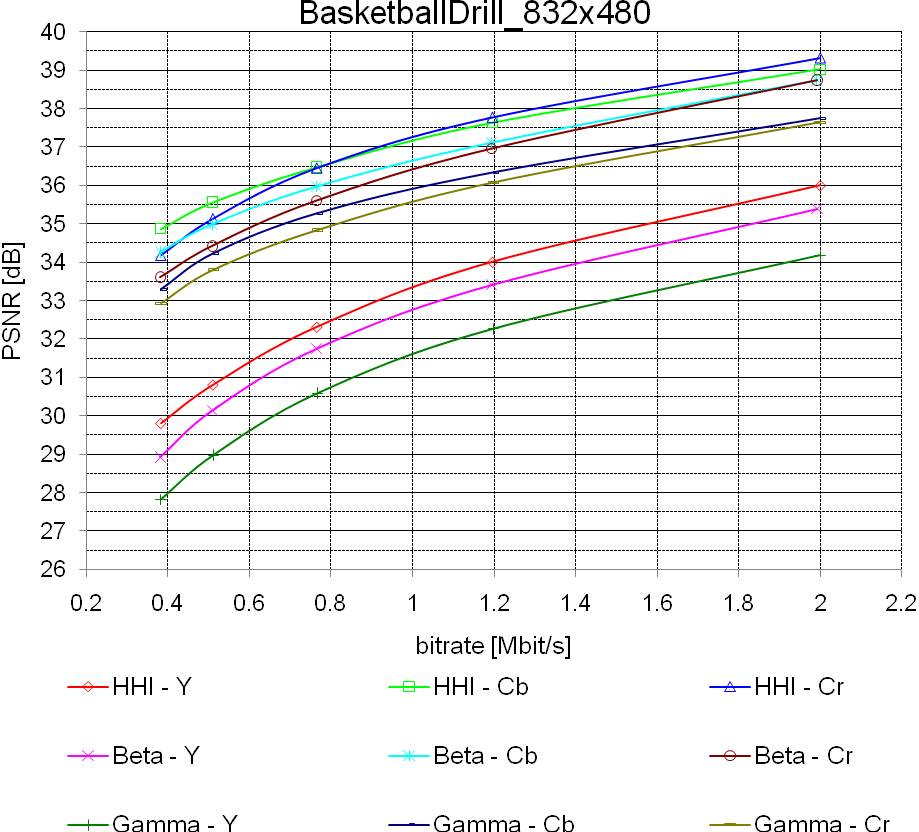 BasketballDrill_832x480
40
39
38
37
36
35
34
33
32
31
30
29
28
27
26
PSNR [dB]
0.2 0.4 0.6 0.8 1 1.2 1.4 1.6 1.8 2 2.2
bitrate [Mbit/s]
HHI - Y HHI - Cb HHI - Cr
Beta - Y Beta - Cb Beta - Cr
Gamma - Y Gamma - Cb Gamma - Cr